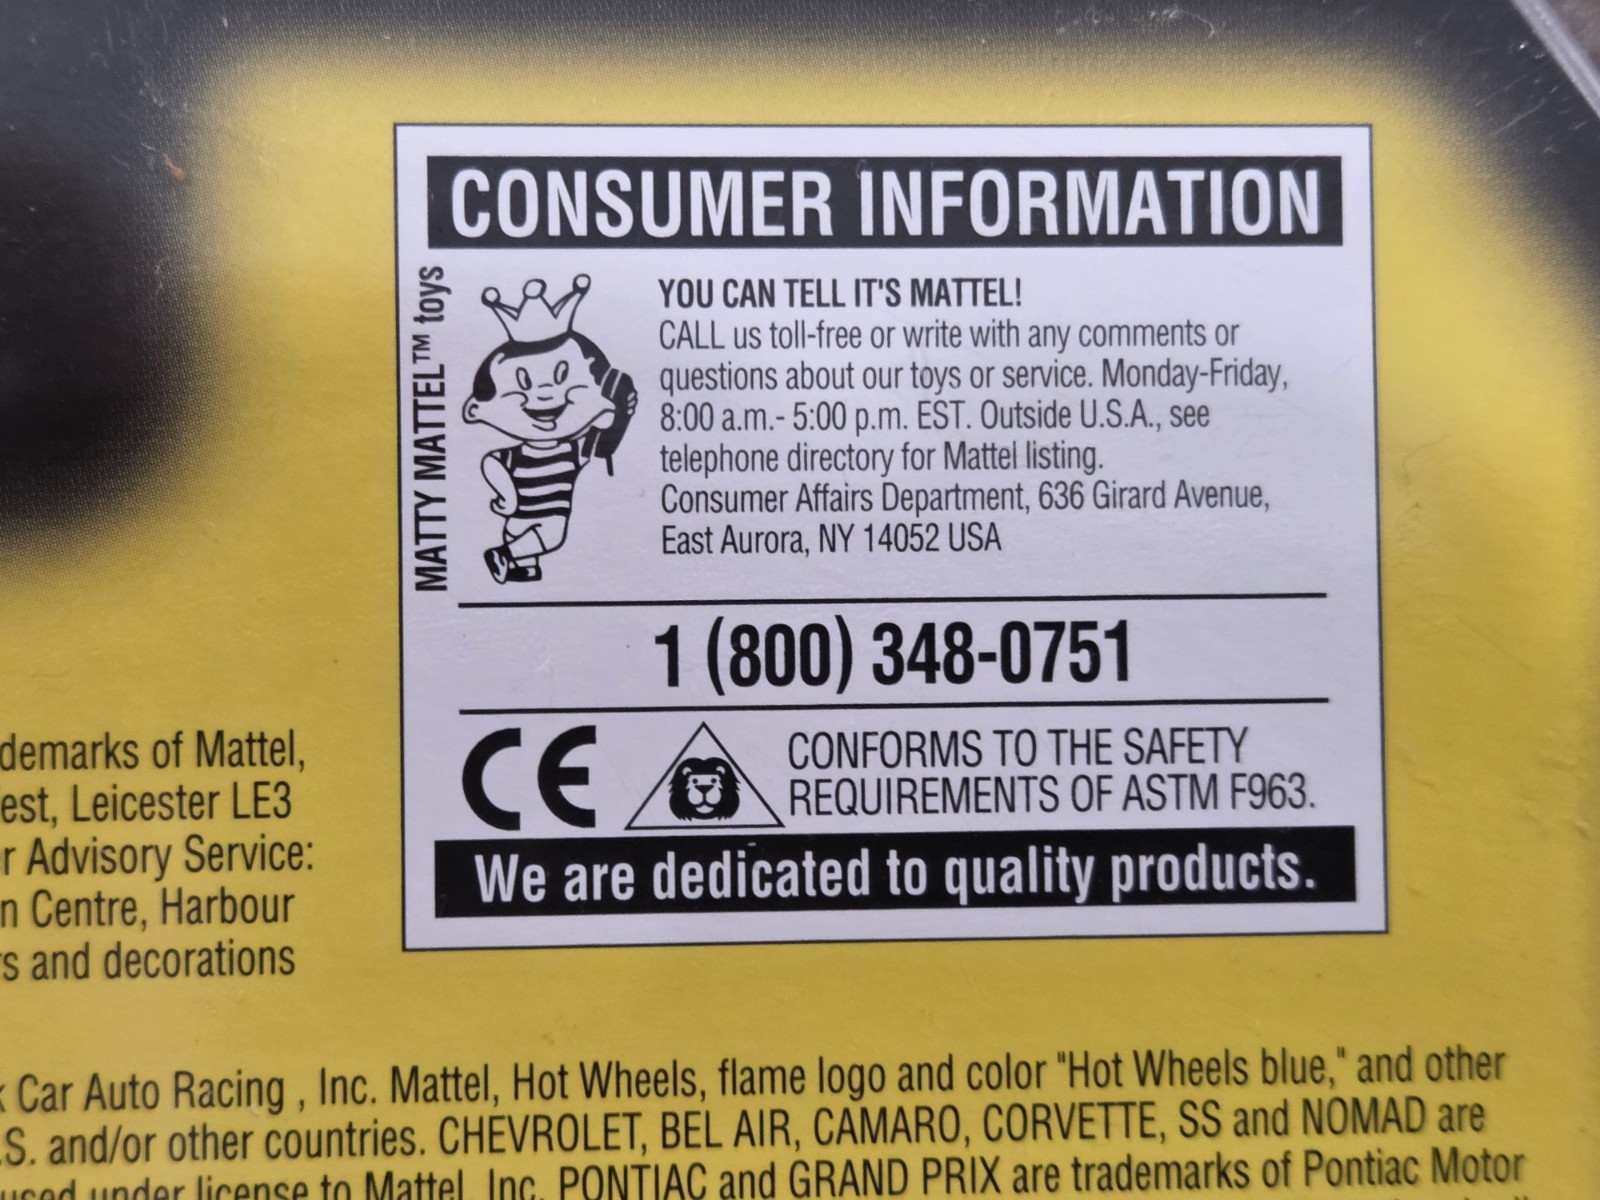 CONSUMER INFORMATION
MATTY MATTEL™ toys
YOU CAN TELL IT'S MATTEL!
CALL us toll-free or write with any comments or
questions about our toys or service. Monday-Friday,
8:00 a.m.- 5:00 p.m. EST. Outside U.S.A., see
telephone directory for Mattel listing.
Consumer Affairs Department, 636 Girard Avenue,
East Aurora, NY 14052 USA
1 (800) 348-0751
CE
CONFORMS TO THE SAFETY
REQUIREMENTS OF ASTM F963.
We are dedicated to quality products.
demarks of Mattel,
est, Leicester LE3
r Advisory Service:
n Centre, Harbour
s and decorations
k Car Auto Racing , Inc. Mattel, Hot Wheels, flame logo and color "Hot Wheels blue," and other
.S. and/or other countries. CHEVROLET, BEL AIR, CAMARO, CORVETTE, SS and NOMAD are
used under license to Mattel, Inc. PONTIAC and GRAND PRIX are trademarks of Pontiac Motor